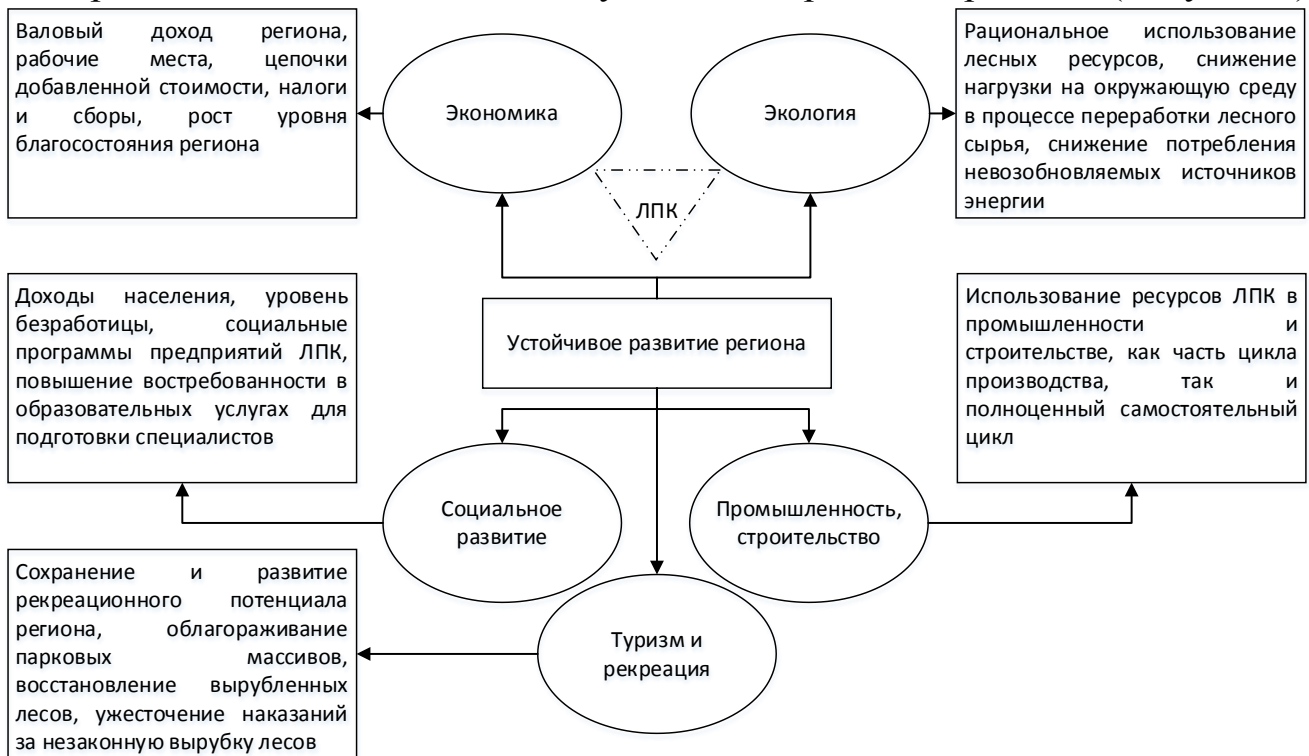 Валовый доход региона,
рабочие места, цепочки
добавленной стоимости, налоги
и сборы, рост уровня
благосостояния региона
Экономика
Экология
Рациональное использование
лесных ресурсов, снижение
нагрузки на окружающую среду
в процессе переработки лесного
сырья, снижение потребления
невозобновляемых источников
энергии
ЛПК
Доходы населения, уровень
безработицы, социальные
программы предприятий ЛПК,
повышение востребованности в
образовательных услугах для
подготовки специалистов
Устойчивое развитие региона
Использование ресурсов ЛПК в
промышленности и
строительстве, как часть цикла
производства, так и
полноценный самостоятельный
цикл
Социальное
развитие
Промышленность,
строительство
Сохранение и развитие
рекреационного потенциала
региона, облагораживание
парковых массивов,
восстановление вырубленных
лесов, ужесточение наказаний
за незаконную вырубку лесов
Туризм и
рекреация